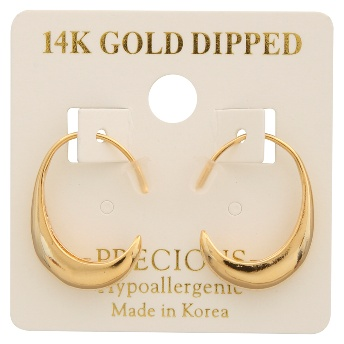 14K GOLD DIPPED
-PRECIOUS-
Hypoallergenic
Made in Korea